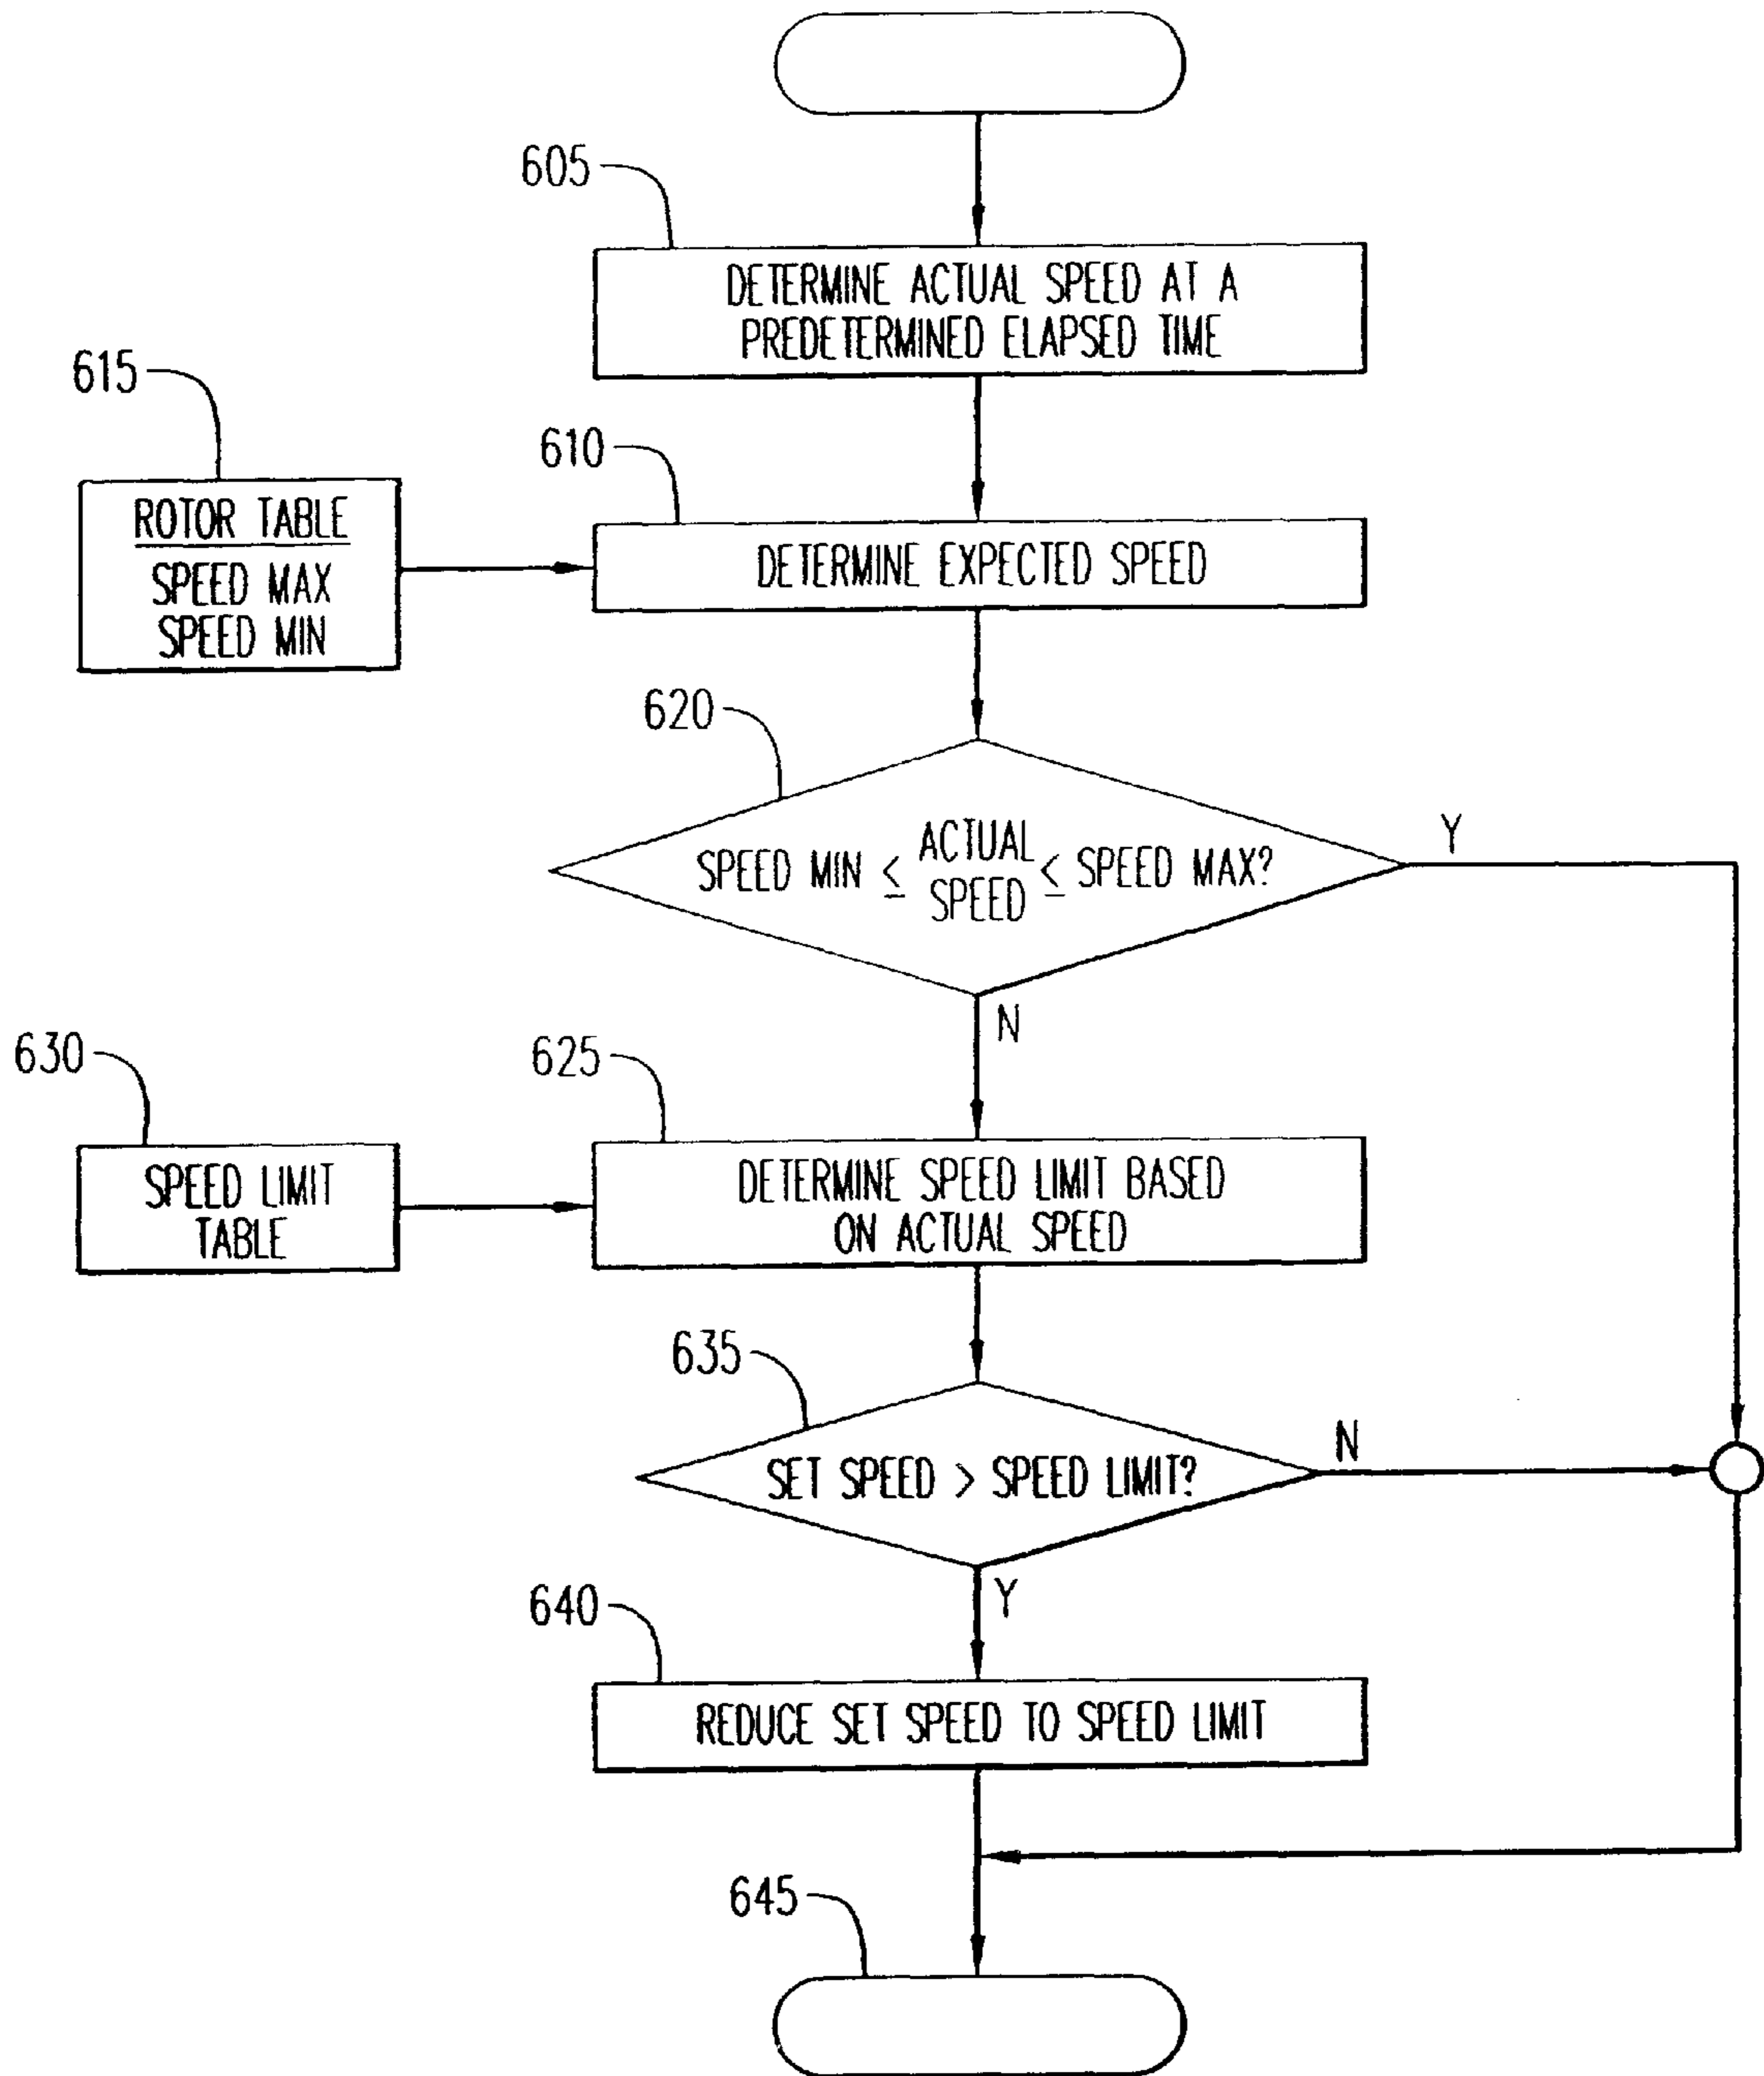 605
DETERMINE ACTUAL SPEED AT A
PREDETERMINED ELAPSED TIME
615
ROTOR TABLE
SPEED MAX
SPEED MIN
610
DETERMINE EXPECTED SPEED
620
SPEED MIN ≤ ACTUAL SPEED ≤ SPEED MAX?
Y
N
630
SPEED LIMIT
TABLE
625
DETERMINE SPEED LIMIT BASED
ON ACTUAL SPEED
635
SET SPEED > SPEED LIMIT?
N
Y
640
REDUCE SET SPEED TO SPEED LIMIT
645